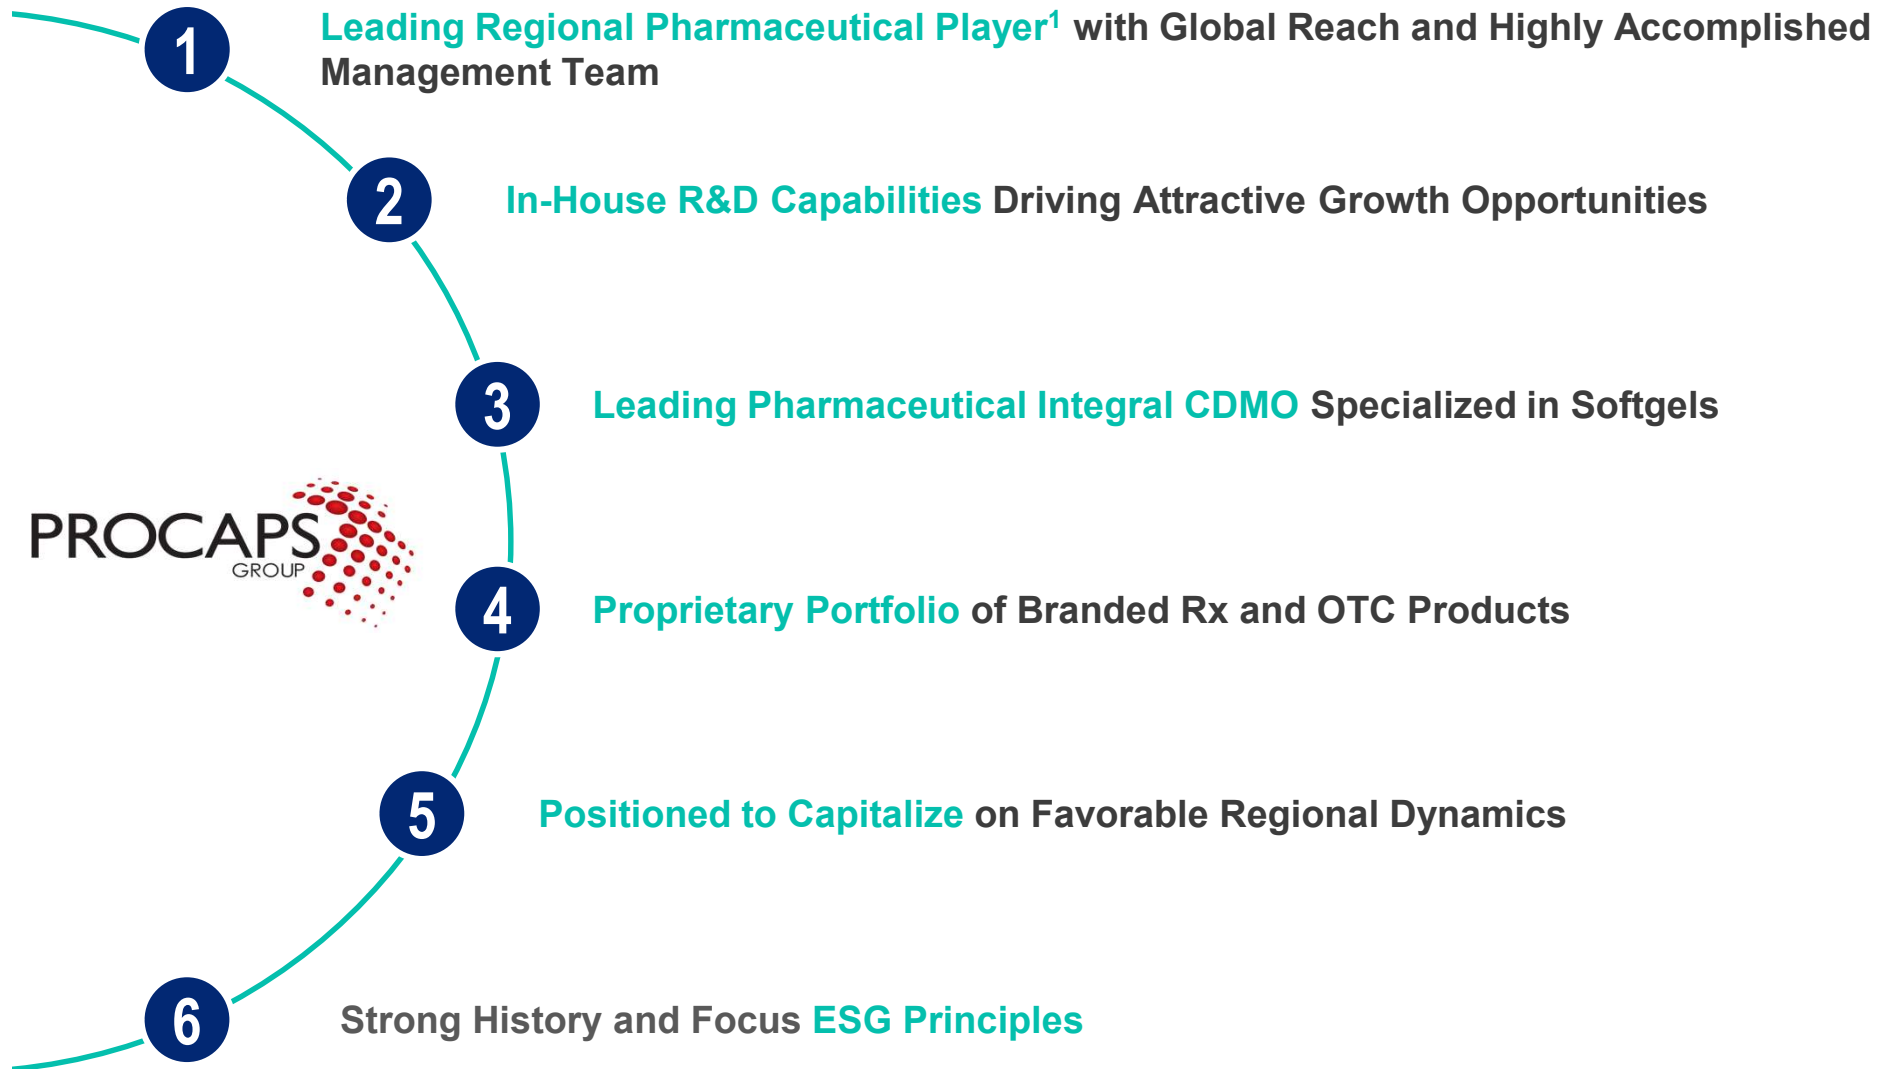 1
Leading Regional Pharmaceutical Player¹ with Global Reach and Highly Accomplished
Management Team
2
In-House R&D Capabilities Driving Attractive Growth Opportunities
3
Leading Pharmaceutical Integral CDMO Specialized in Softgels
PROCAPS
GROUP
4
Proprietary Portfolio of Branded Rx and OTC Products
5
Positioned to Capitalize on Favorable Regional Dynamics
6
Strong History and Focus ESG Principles